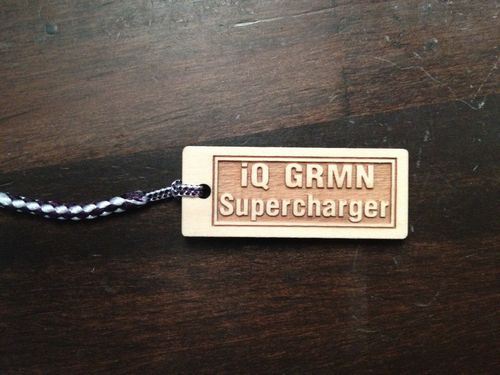 iQ GRMN
Supercharger